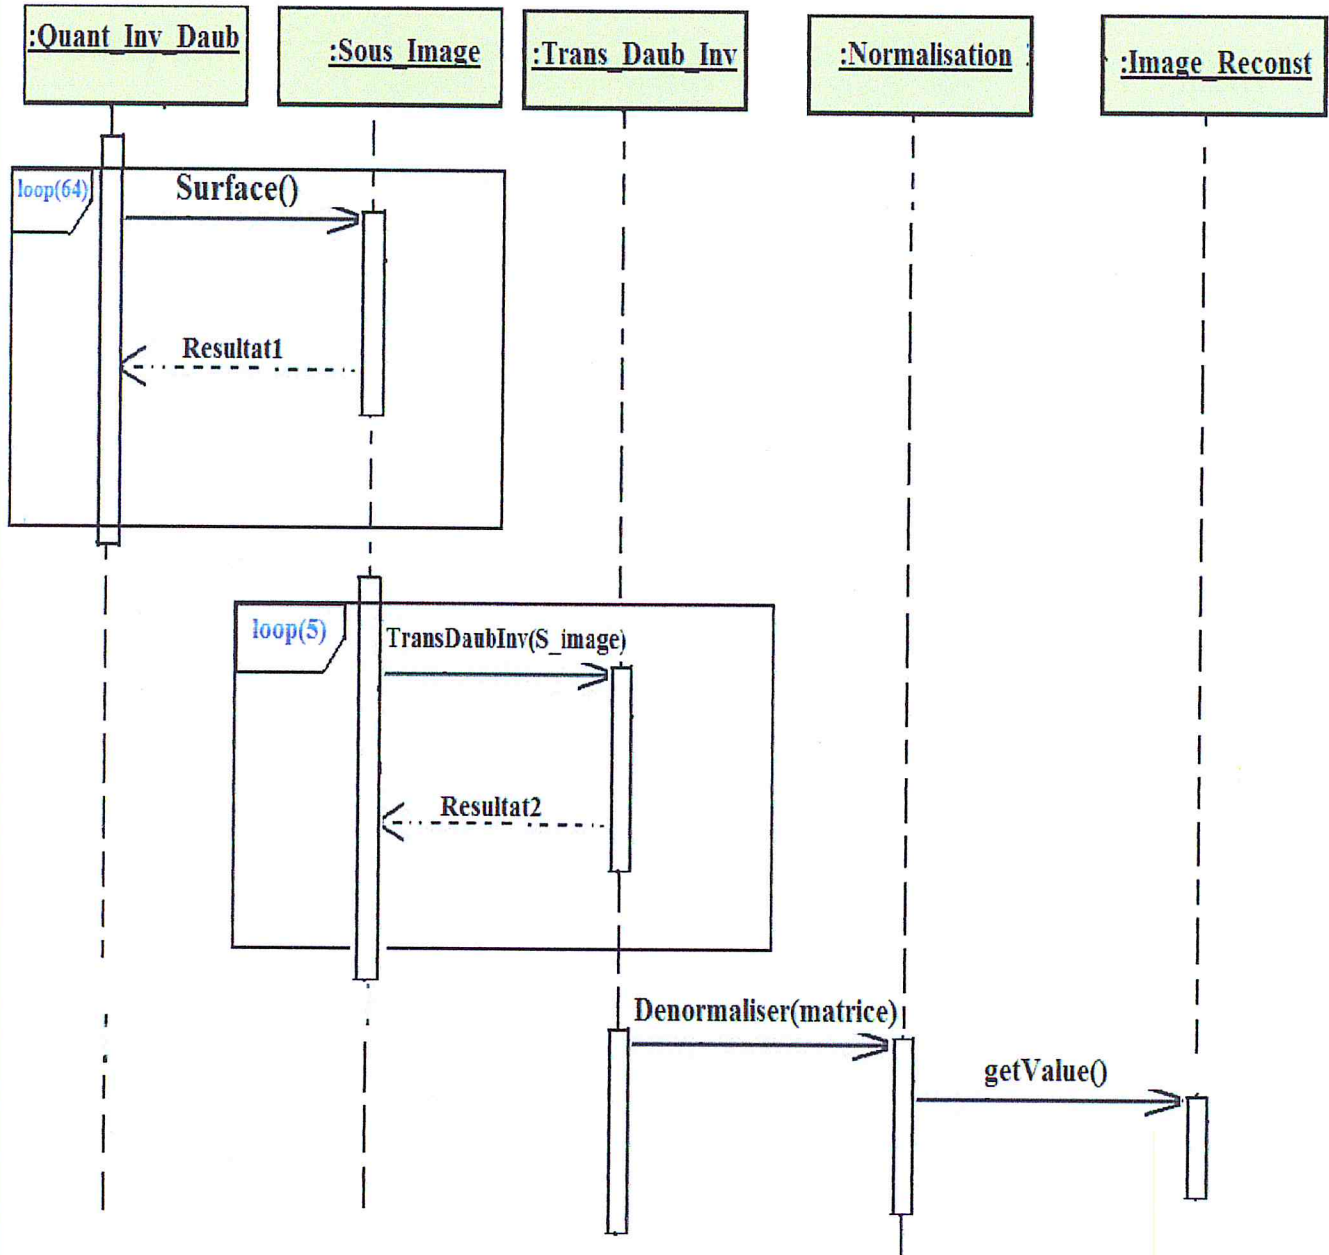 :Quant_Inv_Daub
:Sous_Image
:Trans_Daub_Inv
:Normalisation
:Image_Reconst
loop(64)
Surface()
Resultat1
loop(5)
TransDaubInv(S_image)
Resultat2
Denormaliser(matrice)
getValue()